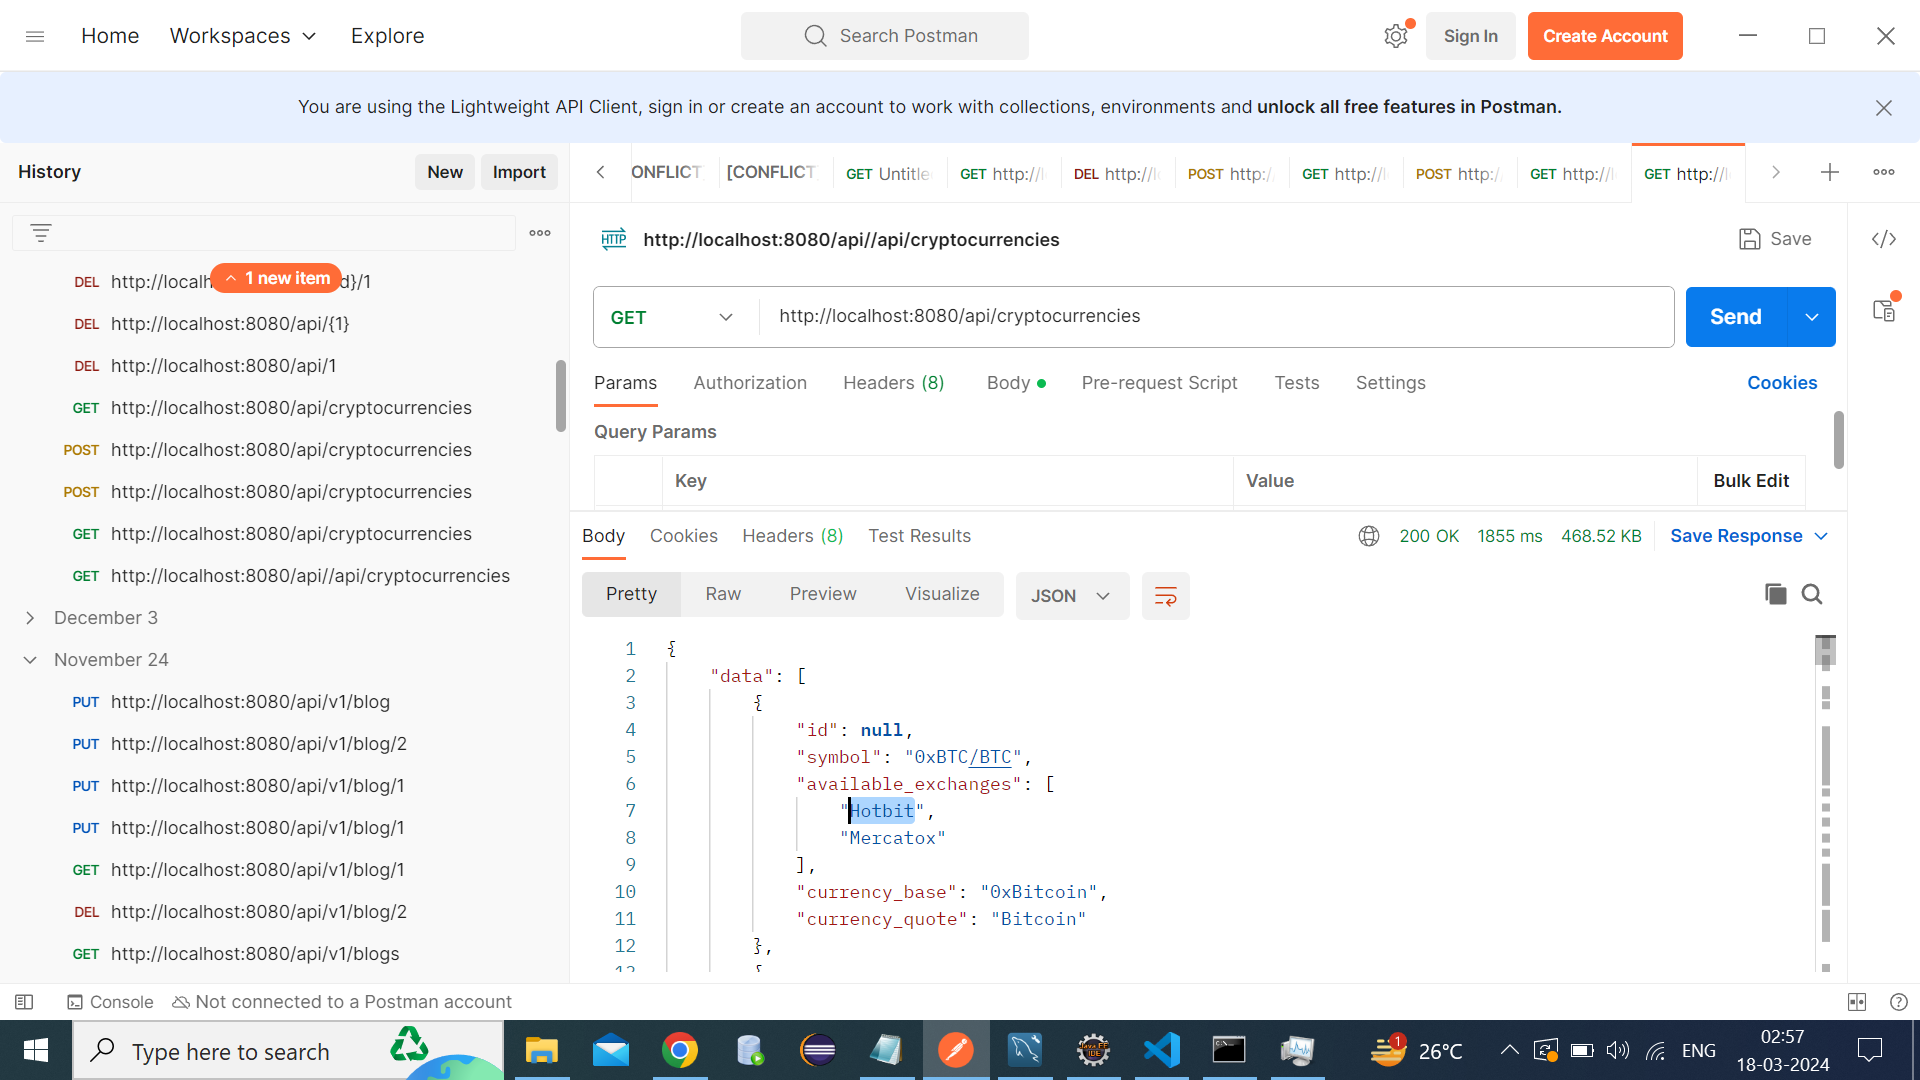 Home
Workspaces
Explore
Search Postman
Sign In
Create Account
You are using the Lightweight API Client, sign in or create an account to work with collections, environments and unlock all free features in Postman.
History
New
Import
ONFLICT
[CONFLICT]
GET Untitle
GET http://l
DEL http://l
POST http:/
GET http://l
POST http:/
GET http://l
GET http://l
http://localhost:8080/api//api/cryptocurrencies
Save
1 new item
DEL http://localh d}/1
DEL http://localhost:8080/api/{1}
DEL http://localhost:8080/api/1
GET http://localhost:8080/api/cryptocurrencies
POST http://localhost:8080/api/cryptocurrencies
POST http://localhost:8080/api/cryptocurrencies
GET http://localhost:8080/api/cryptocurrencies
GET http://localhost:8080/api//api/cryptocurrencies
December 3
November 24
PUT http://localhost:8080/api/v1/blog
PUT http://localhost:8080/api/v1/blog/2
PUT http://localhost:8080/api/v1/blog/1
PUT http://localhost:8080/api/v1/blog/1
GET http://localhost:8080/api/v1/blog/1
DEL http://localhost:8080/api/v1/blog/2
GET http://localhost:8080/api/v1/blogs
HTTP
GET
http://localhost:8080/api/cryptocurrencies
Send
Params
Authorization
Headers (8)
Body
Pre-request Script
Tests
Settings
Cookies
Query Params
Key
Value
Bulk Edit
Body
Cookies
Headers (8)
Test Results
200 OK
1855 ms
468.52 KB
Save Response
Pretty
Raw
Preview
Visualize
JSON
1 {
2 "data": [
3 {
4 "id": null,
5 "symbol": "0xBTC/BTC",
6 "available_exchanges": [
7 "Hotbit",
8 "Mercatox"
9 ],
10 "currency_base": "0xBitcoin",
11 "currency_quote": "Bitcoin"
12 },
13 {
Console
Not connected to a Postman account
Type here to search
1
26°C
ENG
02:57
18-03-2024